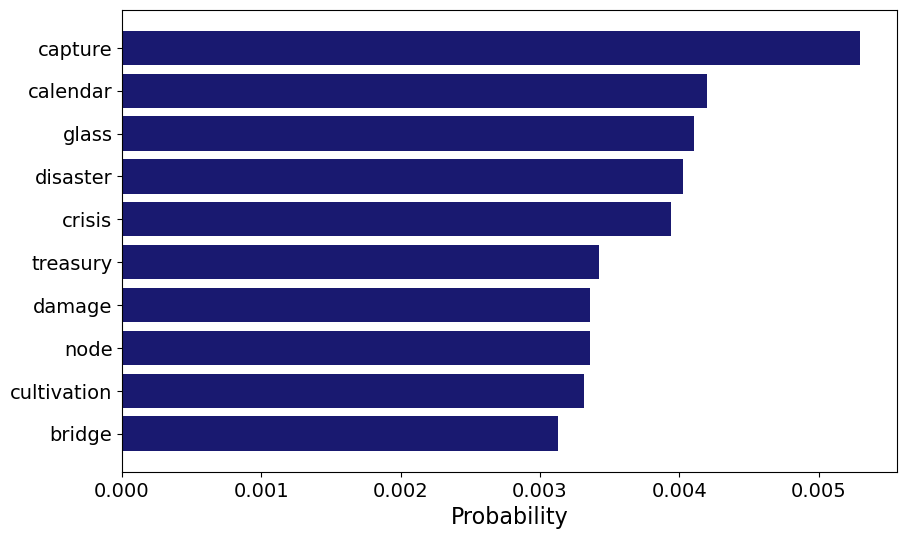 capture
calendar
glass
disaster
crisis
treasury
damage
node
cultivation
bridge
0.000 0.001 0.002 0.003 0.004 0.005
Probability